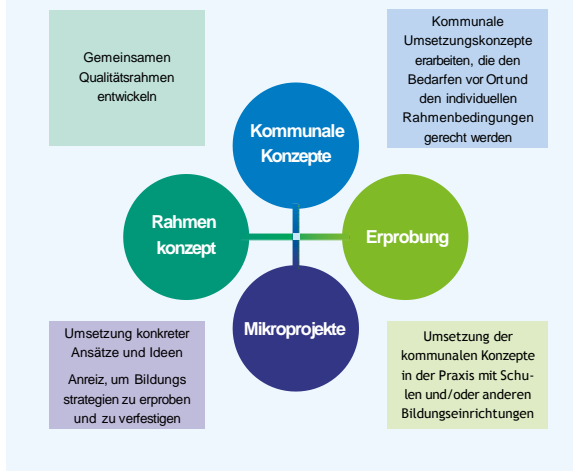 Gemeinsamen
Qualitätsrahmen
entwickeln
Kommunale
Umsetzungskonzepte
erarbeiten, die den
Bedarfen vor Ort und
den individuellen
Rahmenbedingungen
gerecht werden
Kommunale
Konzepte
Rahmen
konzept
Erprobung
Mikroprojekte
Umsetzung konkreter
Ansätze und Ideen
Anreiz, um Bildungs
strategien zu erproben
und zu verfestigen
Umsetzung der
kommunalen Konzepte
in der Praxis mit Schu-
len und/oder anderen
Bildungseinrichtungen